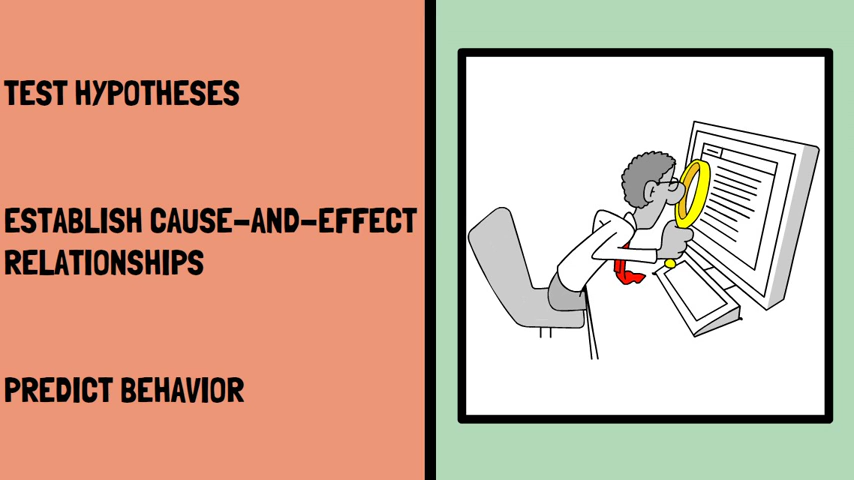 TEST HYPOTHESES
ESTABLISH CAUSE-AND-EFFECT
RELATIONSHIPS
PREDICT BEHAVIOR